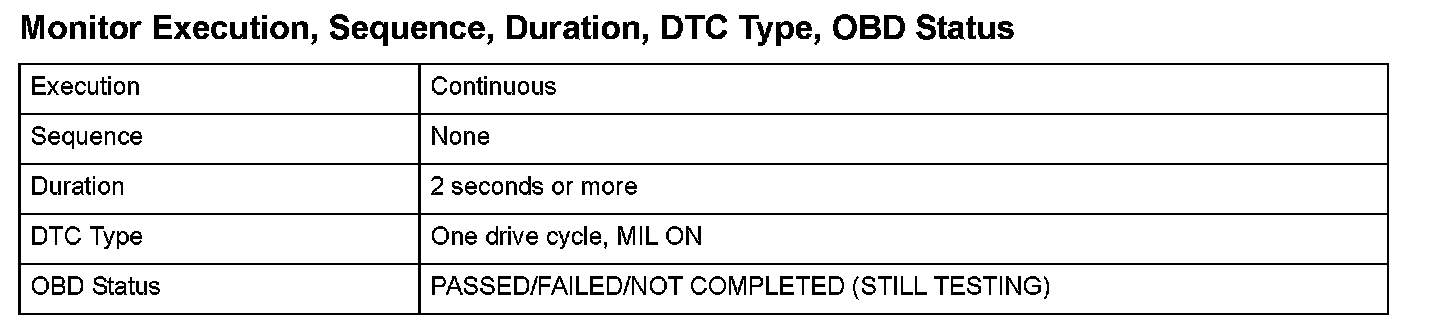 Monitor Execution, Sequence, Duration, DTC Type, OBD Status
Execution Continuous
Sequence None
Duration 2 seconds or more
DTC Type One drive cycle, MIL ON
OBD Status PASSED/FAILED/NOT COMPLETED (STILL TESTING)